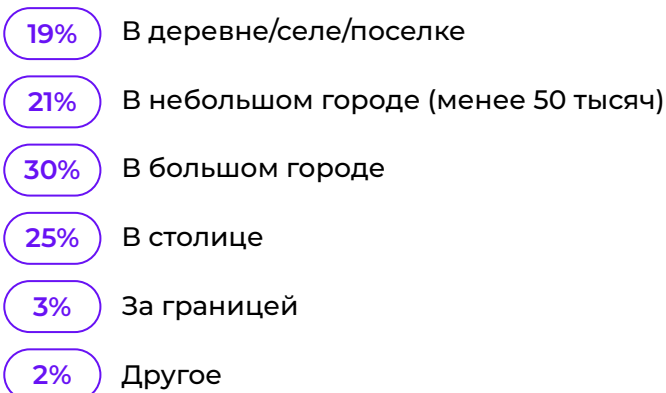 19% В деревне/селе/поселке
21% В небольшом городе (менее 50 тысяч)
30% В большом городе
25% В столице
3% За границей
2% Другое